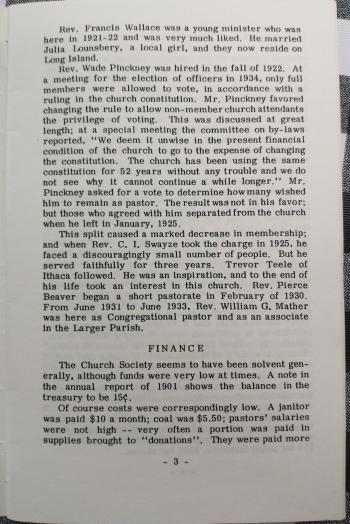 Rev. Francis Wallace was a young minister who was
here in 1921-22 and was very much liked. He married
Julia Lounsbery, a local girl, and they now reside on
Long Island.
Rev. Wade Pinckney was hired in the fall of 1922. At
a meeting for the election of officers in 1934, only full
members were allowed to vote, in accordance with a
ruling in the church constitution. Mr. Pinckney favored
changing the rule to allow non-member church attendants
the privilege of voting. This was discussed at great
length; at a special meeting the committee on by-laws
reported, "We deem it unwise in the present financial
condition of the church to go to the expense of changing
the constitution. The church has been using the same
constitution for 52 years without any trouble and we do
not see why it cannot continue a while longer." Mr.
Pinckney asked for a vote to determine how many wished
him to remain as pastor. The result was not in his favor;
but those who agreed with him separated from the church
when he left in January, 1925.
This split caused a marked decrease in membership;
and when Rev. C. I. Swayze took the charge in 1925, he
faced a discouragingly small number of people. But he
served faithfully for three years. Trevor Teele of
Ithaca followed. He was an inspiration, and to the end of
his life took an interest in this church. Rev. Pierce
Beaver began a short pastorate in February of 1930.
From June 1931 to June 1933, Rev. William G. Mather
was here as Congregational pastor and as an associate
in the Larger Parish.
FINANCE
The Church Society seems to have been solvent gen-
erally, although funds were very low at times. A note in
the annual report of 1901 shows the balance in the
treasury to be 15¢.
Of course costs were correspondingly low. A janitor
was paid $10 a month; coal was $5.50; pastors' salaries
were not high -- very often a portion was paid in
supplies brought to "donations". They were paid more
- 3 -